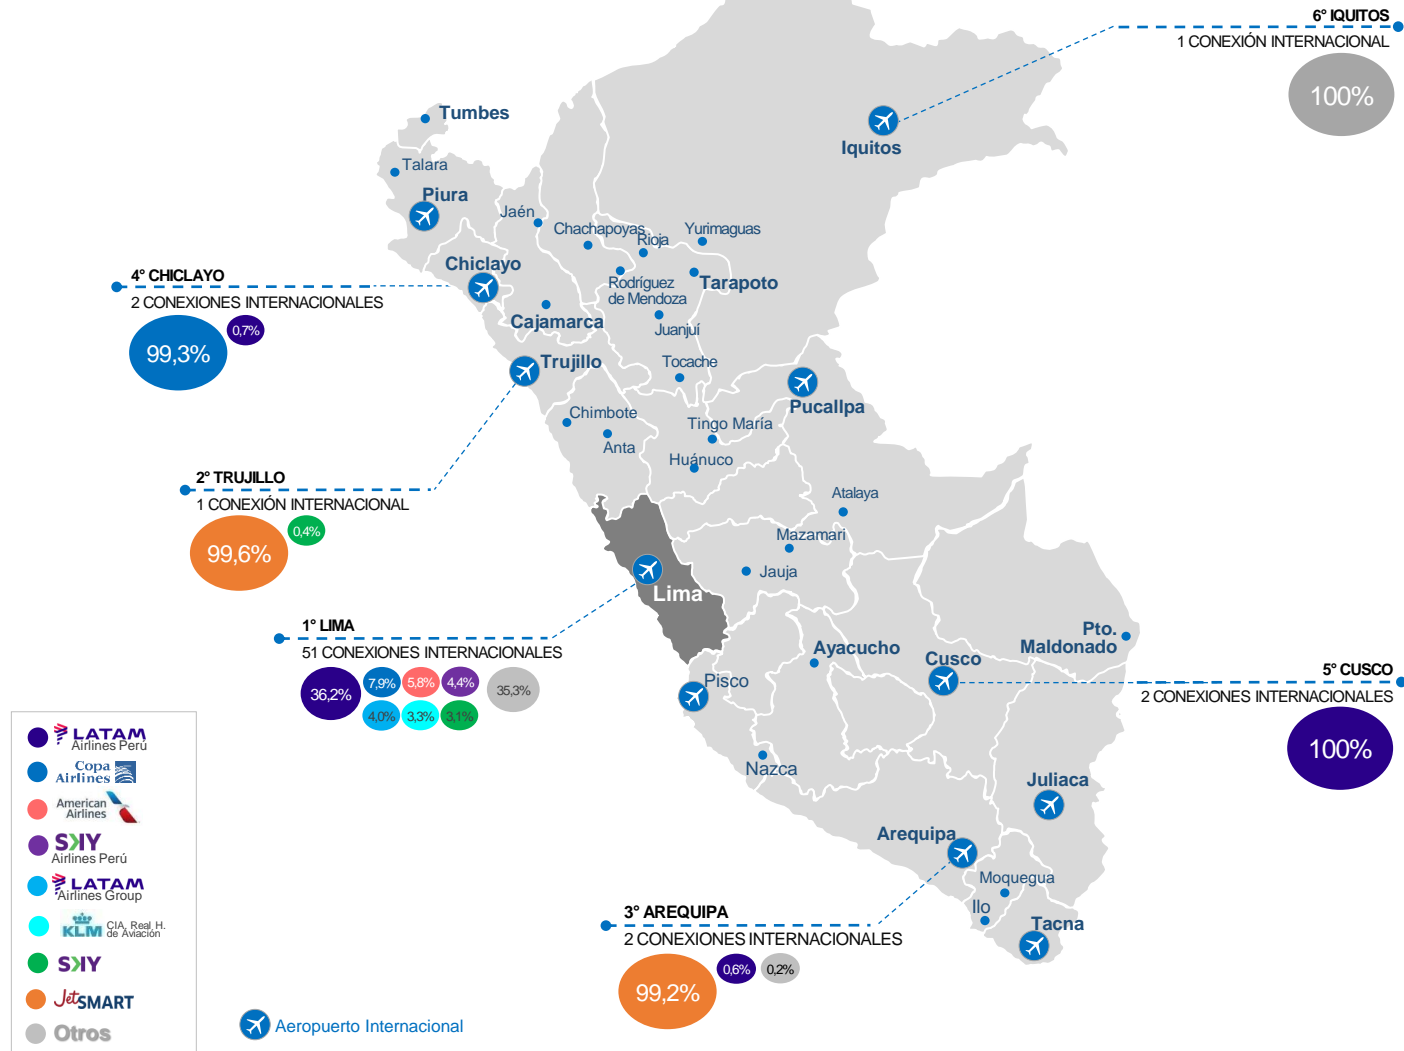 6° IQUITOS
1 CONEXIÓN INTERNACIONAL
100%
Tumbes
Iquitos
Talara
Piura
Jaén
Chachapoyas
Rioja
Yurimaguas
4° CHICLAYO
2 CONEXIONES INTERNACIONALES
99,3%
0,7%
Chiclayo
Rodríguez
de Mendoza
Tarapoto
Cajamarca
Juanjuí
Trujillo
Tocache
Pucallpa
Chimbote
Anta
Tingo María
Huánuco
2° TRUJILLO
1 CONEXIÓN INTERNACIONAL
99,6%
0,4%
Atalaya
Mazamari
Jauja
Lima
1° LIMA
51 CONEXIONES INTERNACIONALES
36,2%
7,9%
5,8%
4,4%
35,3%
4,0%
3,3%
3,1%
Pto.
Maldonado
Ayacucho
Cusco
Pisco
5° CUSCO
2 CONEXIONES INTERNACIONALES
100%
Nazca
Juliaca
Arequipa
Moquegua
Ilo
Tacna
3° AREQUIPA
2 CONEXIONES INTERNACIONALES
99,2%
0,6%
0,2%
LATAM
Airlines Perú
Copa
Airlines
American
Airlines
SKY
Airlines Perú
LATAM
Airlines Group
KLM
CIA. Real H.
de Aviación
SKY
JetSMART
Otros
Aeropuerto Internacional